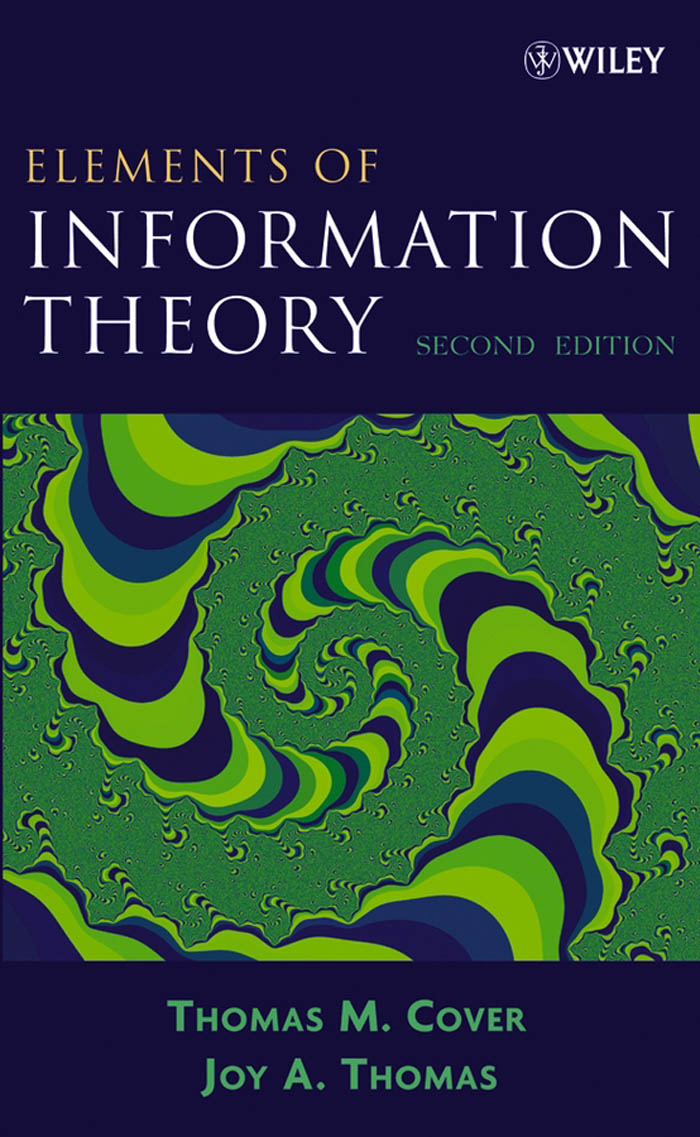 WILEY
ELEMENTS OF
INFORMATION
THEORY SECOND EDITION
THOMAS M. COVER
JOY A. THOMAS